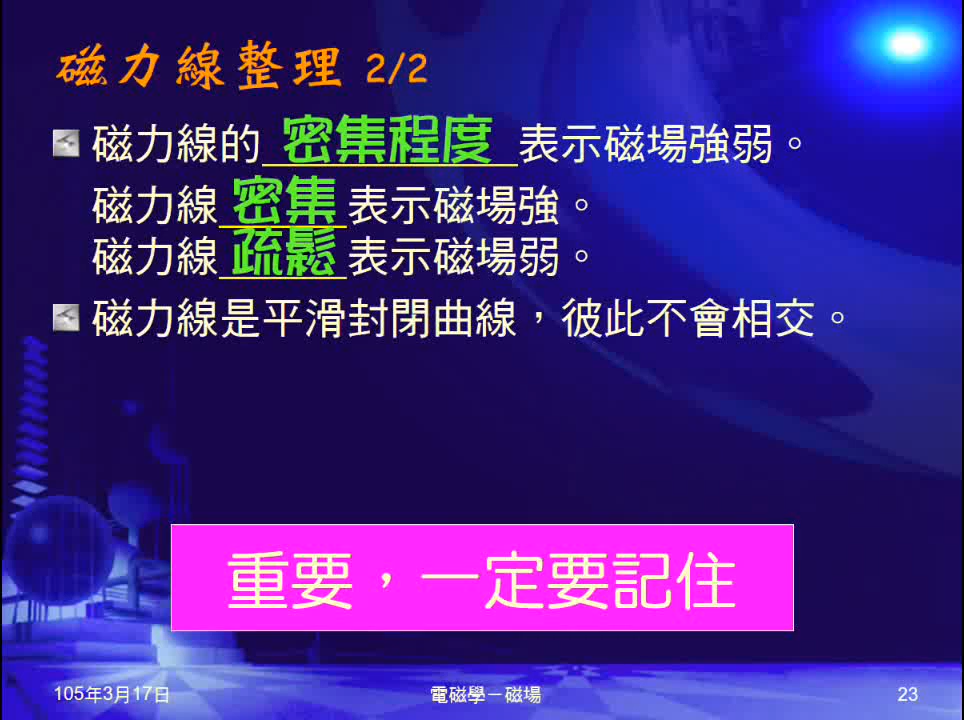 磁力線整理 2/2
磁力線的 密集程度 表示磁場強弱。
磁力線 密集 表示磁場強。
磁力線 疏鬆 表示磁場弱。
磁力線是平滑封閉曲線，彼此不會相交。
重要，一定要記住
105年3月17日 電磁學－磁場 23